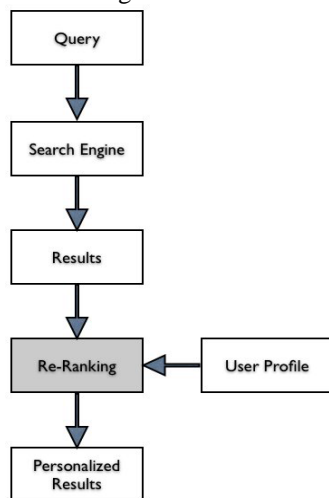 Query
Search Engine
Results
Re-Ranking
User Profile
Personalized
Results